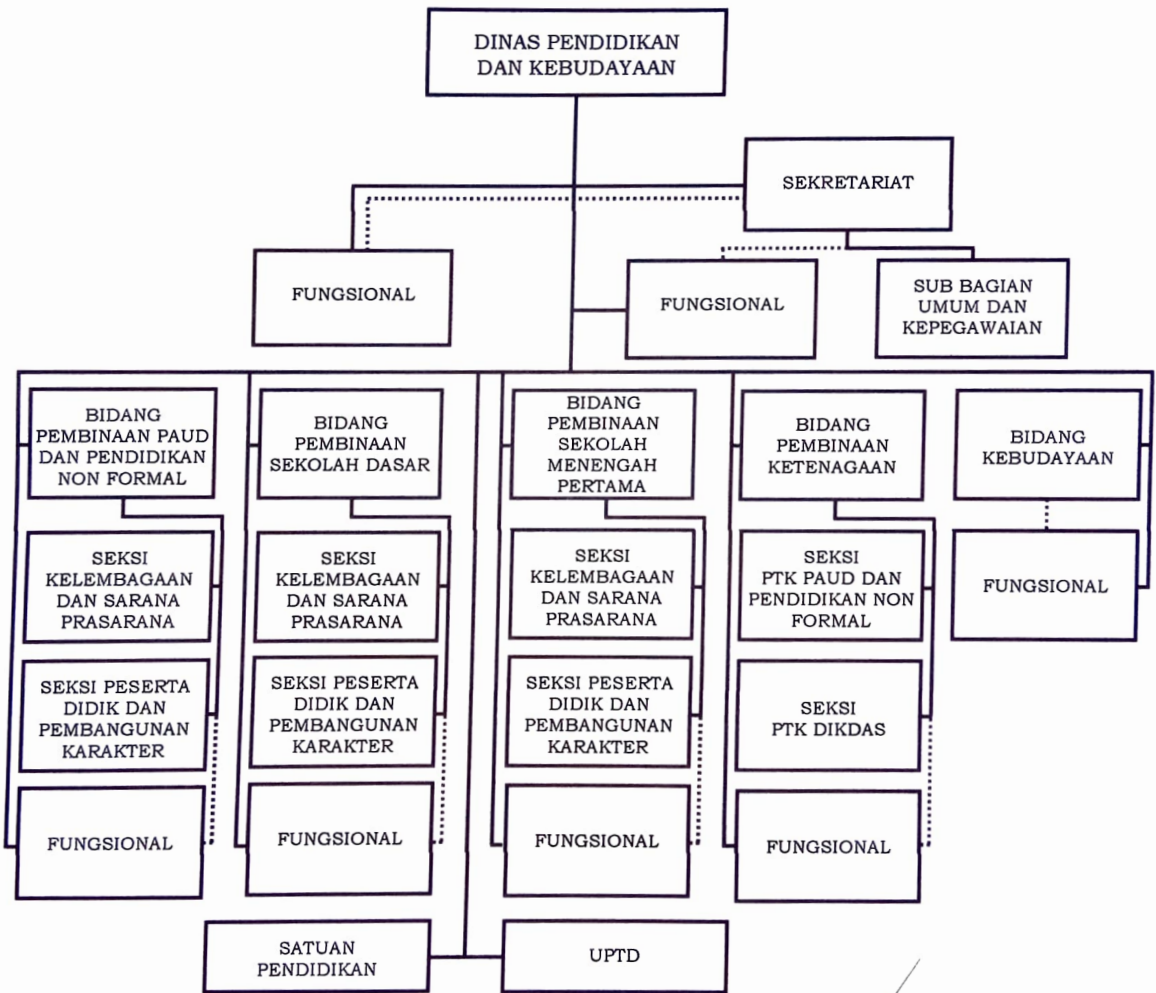 DINAS PENDIDIKAN
DAN KEBUDAYAAN
SEKRETARIAT
FUNGSIONAL
FUNGSIONAL
SUB BAGIAN
UMUM DAN
KEPEGAWAIAN
BIDANG
PEMBINAAN PAUD
DAN PENDIDIKAN
NON FORMAL
BIDANG
PEMBINAAN
SEKOLAH DASAR
BIDANG
PEMBINAAN
SEKOLAH
MENENGAH
PERTAMA
BIDANG
PEMBINAAN
KETENAGAAN
BIDANG
KEBUDAYAAN
SEKSI
KELEMBAGAAN
DAN SARANA
PRASARANA
SEKSI
KELEMBAGAAN
DAN SARANA
PRASARANA
SEKSI
KELEMBAGAAN
DAN SARANA
PRASARANA
SEKSI
PTK PAUD DAN
PENDIDIKAN NON
FORMAL
FUNGSIONAL
SEKSI PESERTA
DIDIK DAN
PEMBANGUNAN
KARAKTER
SEKSI PESERTA
DIDIK DAN
PEMBANGUNAN
KARAKTER
SEKSI PESERTA
DIDIK DAN
PEMBANGUNAN
KARAKTER
SEKSI
PTK DIKDAS
FUNGSIONAL
FUNGSIONAL
FUNGSIONAL
FUNGSIONAL
SATUAN
PENDIDIKAN
UPTD